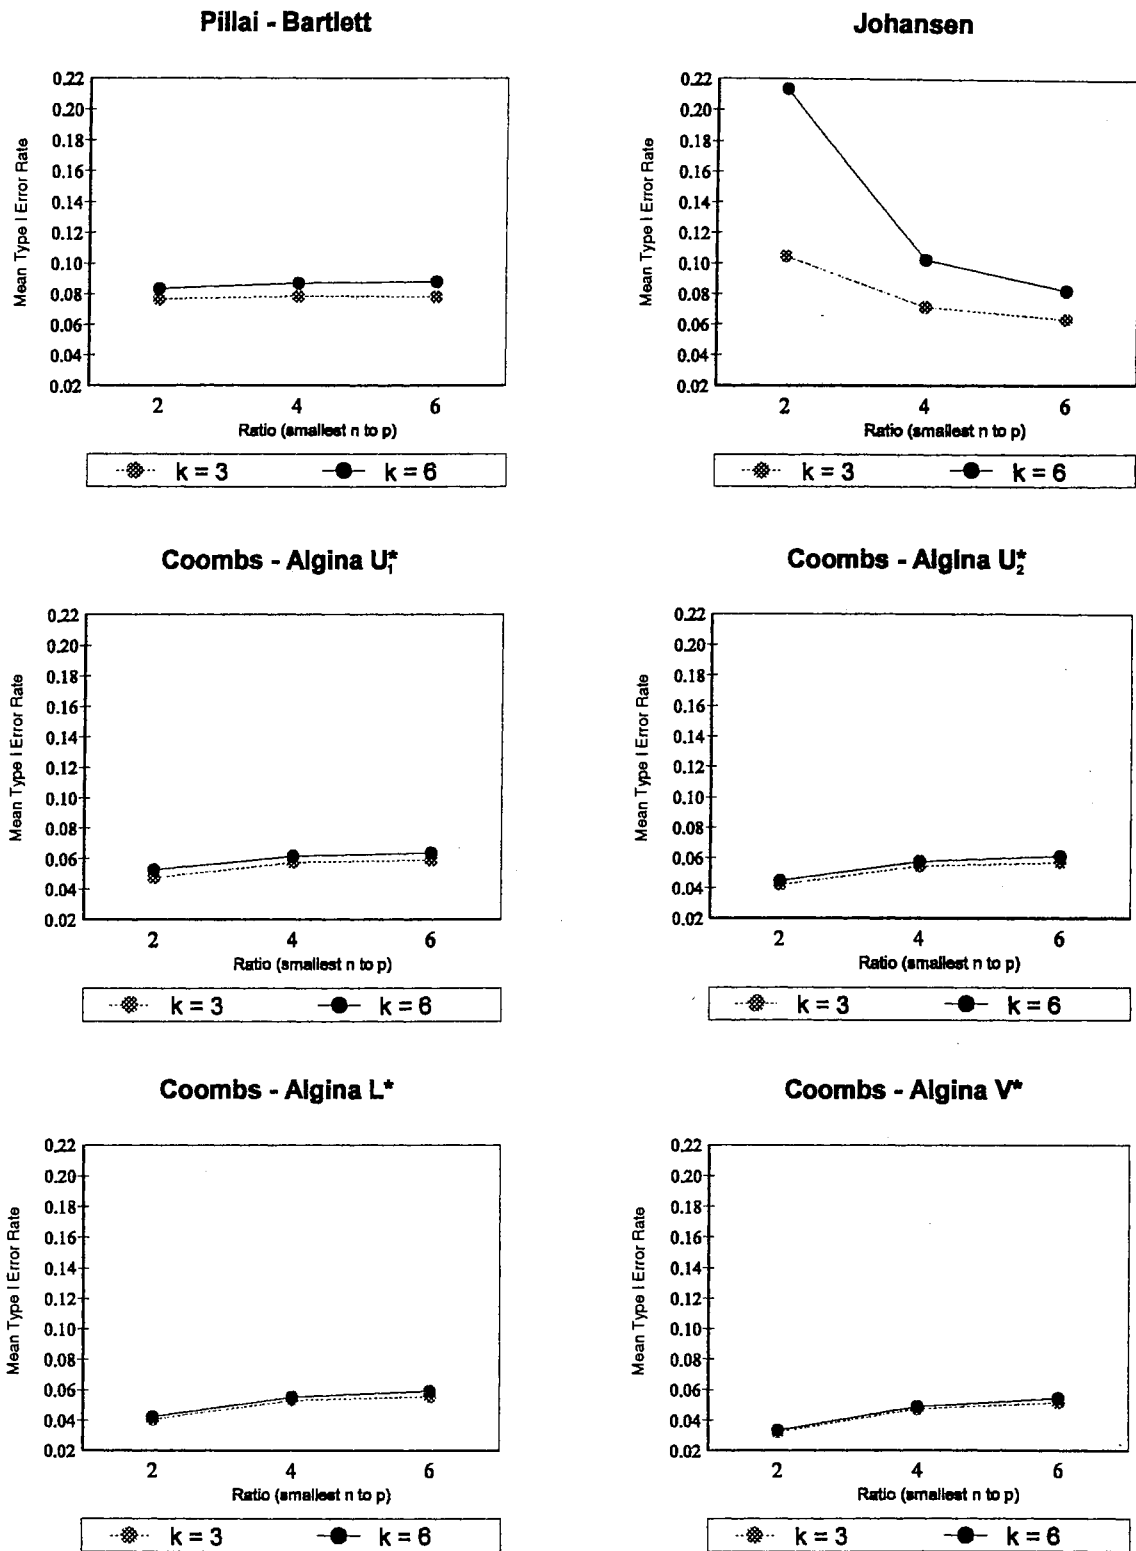 Pillai - Bartlett
Mean Type I Error Rate
0.22
0.20
0.18
0.16
0.14
0.12
0.10
0.08
0.06
0.04
0.02
2 4 6
Ratio (smallest n to p)
k = 3 k = 6
Johansen
Mean Type I Error Rate
0.22
0.20
0.18
0.16
0.14
0.12
0.10
0.08
0.06
0.04
0.02
2 4 6
Ratio (smallest n to p)
k = 3 k = 6
Coombs - Algina U₁*
Mean Type I Error Rate
0.22
0.20
0.18
0.16
0.14
0.12
0.10
0.08
0.06
0.04
0.02
2 4 6
Ratio (smallest n to p)
k = 3 k = 6
Coombs - Algina U₂*
Mean Type I Error Rate
0.22
0.20
0.18
0.16
0.14
0.12
0.10
0.08
0.06
0.04
0.02
2 4 6
Ratio (smallest n to p)
k = 3 k = 6
Coombs - Algina L*
Mean Type I Error Rate
0.22
0.20
0.18
0.16
0.14
0.12
0.10
0.08
0.06
0.04
0.02
2 4 6
Ratio (smallest n to p)
k = 3 k = 6
Coombs - Algina V*
Mean Type I Error Rate
0.22
0.20
0.18
0.16
0.14
0.12
0.10
0.08
0.06
0.04
0.02
2 4 6
Ratio (smallest n to p)
k = 3 k = 6